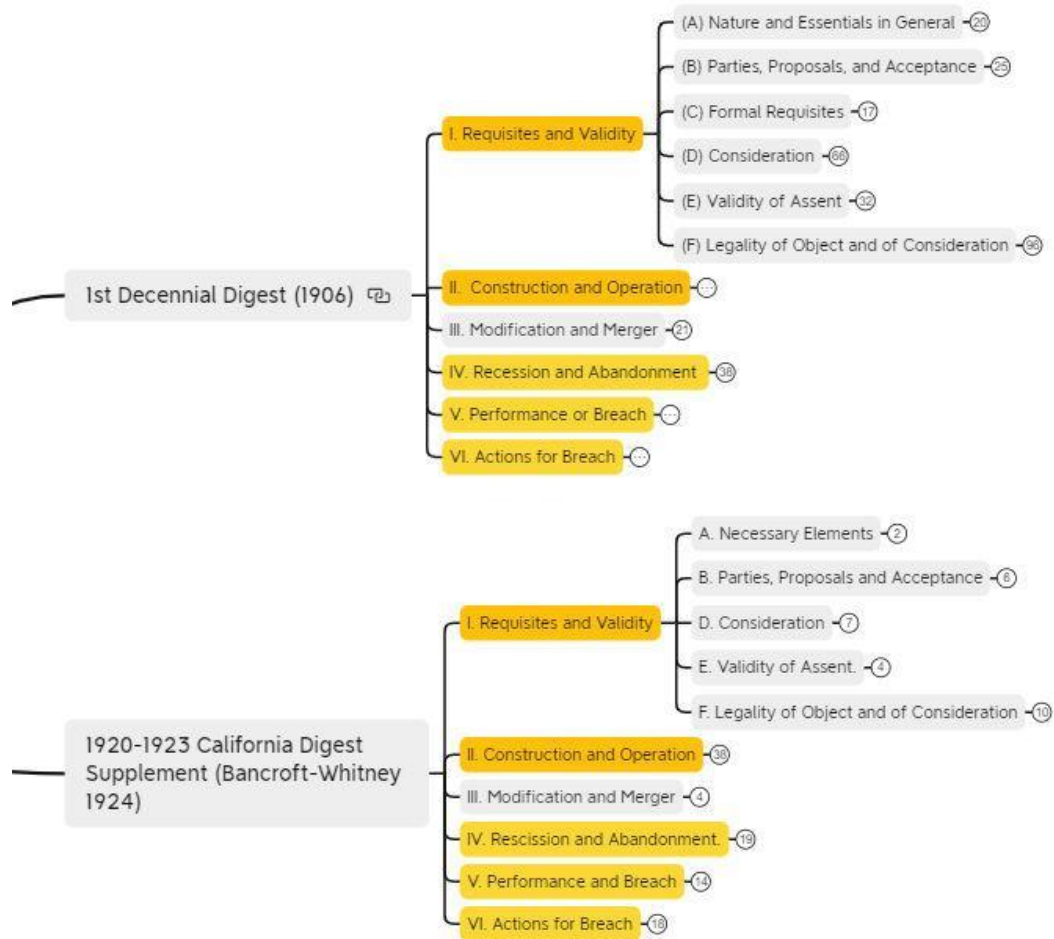 (A) Nature and Essentials in General 20
(B) Parties, Proposals, and Acceptance 25
I. Requisites and Validity
(C) Formal Requisites 17
(D) Consideration 66
(E) Validity of Assent 32
(F) Legality of Object and of Consideration 96
1st Decennial Digest (1906)
II. Construction and Operation ...
III. Modification and Merger 21
IV. Recession and Abandonment 38
V. Performance or Breach ...
VI. Actions for Breach ...
A. Necessary Elements 2
B. Parties, Proposals and Acceptance 6
I. Requisites and Validity
D. Consideration 7
E. Validity of Assent. 4
F. Legality of Object and of Consideration 10
1920-1923 California Digest
Supplement (Bancroft-Whitney
1924)
II. Construction and Operation 38
III. Modification and Merger 4
IV. Rescission and Abandonment. 19
V. Performance and Breach 14
VI. Actions for Breach 18